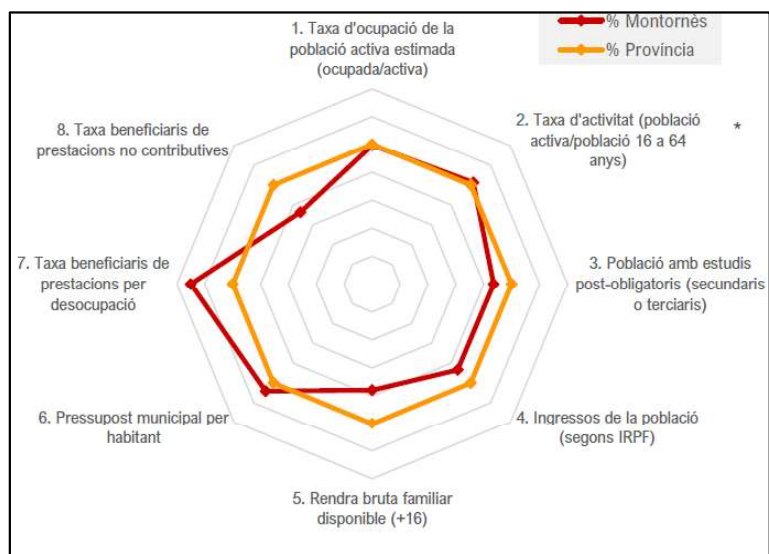 % Montornès
% Província
1. Taxa d'ocupació de la
població activa estimada
(ocupada/activa)
2. Taxa d'activitat (població
activa/població 16 a 64
anys)
*
3. Població amb estudis
post-obligatoris (secundaris
o terciaris)
4. Ingressos de la població
(segons IRPF)
5. Rendra bruta familiar
disponible (+16)
6. Pressupost municipal per
habitant
7. Taxa beneficiaris de
prestacions per
desocupació
8. Taxa beneficiaris de
prestacions no contributives